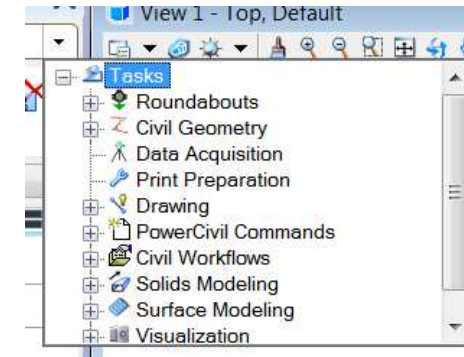 View 1 - Top, Default
Tasks
Roundabouts
Civil Geometry
Data Acquisition
Print Preparation
Drawing
PowerCivil Commands
Civil Workflows
Solids Modeling
Surface Modeling
Visualization